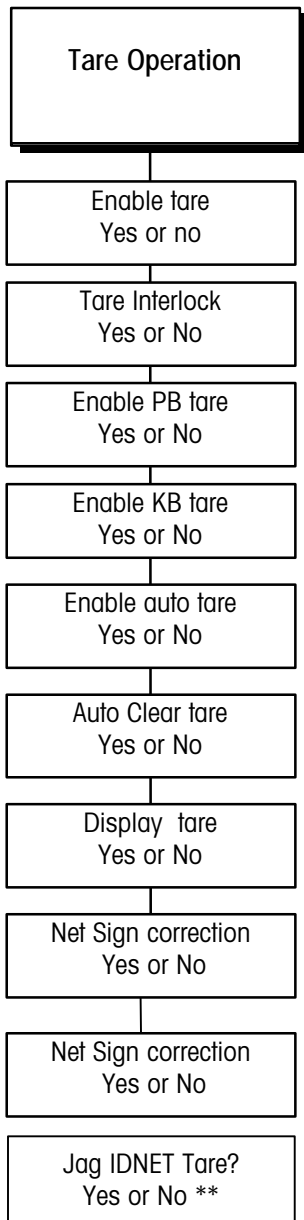 Tare Operation
Enable tare
Yes or no
Tare Interlock
Yes or No
Enable PB tare
Yes or No
Enable KB tare
Yes or No
Enable auto tare
Yes or No
Auto Clear tare
Yes or No
Display tare
Yes or No
Net Sign correction
Yes or No
Net Sign correction
Yes or No
Jag IDNET Tare?
Yes or No **